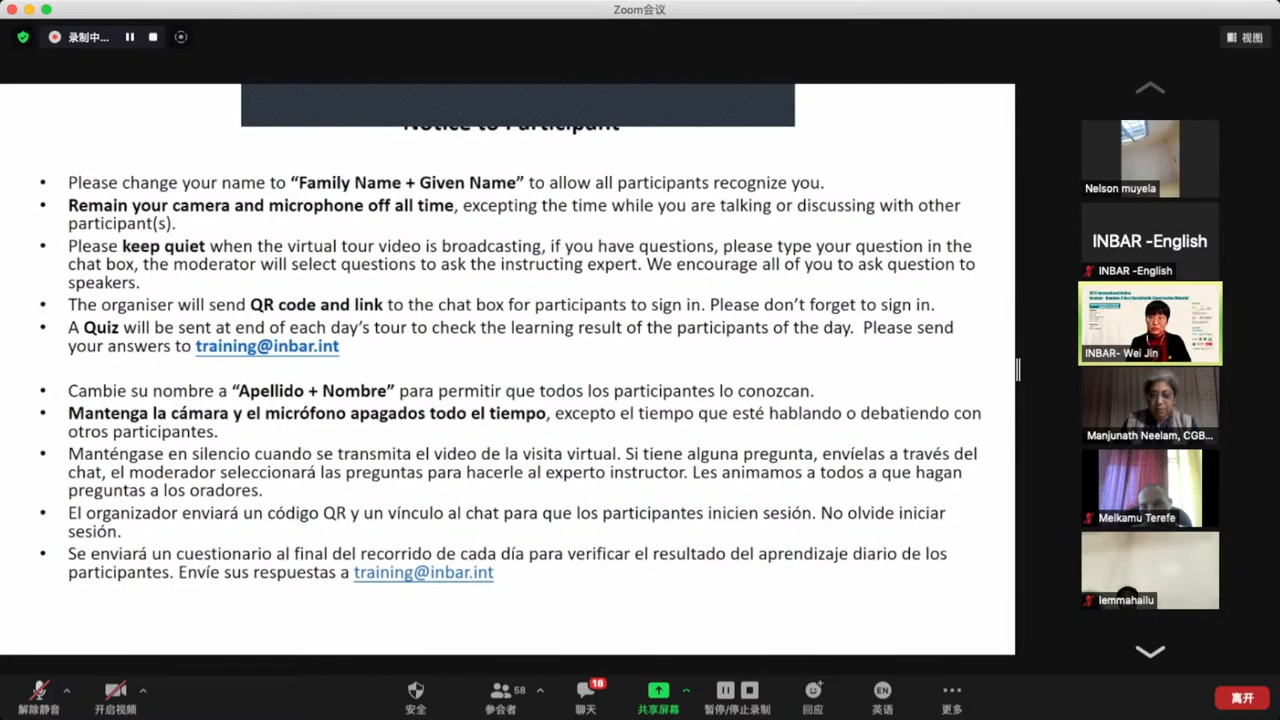 Zoom会议
录制中...
视图
Notice to Participant
• Please change your name to “Family Name + Given Name” to allow all participants recognize you.
• Remain your camera and microphone off all time, excepting the time while you are talking or discussing with other
participant(s).
• Please keep quiet when the virtual tour video is broadcasting, if you have questions, please type your question in the
chat box, the moderator will select questions to ask the instructing expert. We encourage all of you to ask question to
speakers.
• The organiser will send QR code and link to the chat box for participants to sign in. Please don’t forget to sign in.
• A Quiz will be sent at end of each day’s tour to check the learning result of the participants of the day. Please send
your answers to training@inbar.int
• Cambie su nombre a “Apellido + Nombre” para permitir que todos los participantes lo conozcan.
• Mantenga la cámara y el micrófono apagados todo el tiempo, excepto el tiempo que esté hablando o debatiendo con
otros participantes.
• Manténgase en silencio cuando se transmita el video de la visita virtual. Si tiene alguna pregunta, envíelas a través del
chat, el moderador seleccionará las preguntas para hacerle al experto instructor. Les animamos a todos a que hagan
preguntas a los oradores.
• El organizador enviará un código QR y un vínculo al chat para que los participantes inicien sesión. No olvide iniciar
sesión.
• Se enviará un cuestionario al final del recorrido de cada día para verificar el resultado del aprendizaje diario de los
participantes. Envíe sus respuestas a training@inbar.int
Nelson muyela
INBAR -English
INBAR -English
INBAR- Wei Jin
Manjunath Neelam, CGB...
Melkamu Terefe
lemmahailu
解除静音
开启视频
安全
58
参会者
18
聊天
共享屏幕
暂停/停止录制
回应
EN
英语
更多
离开